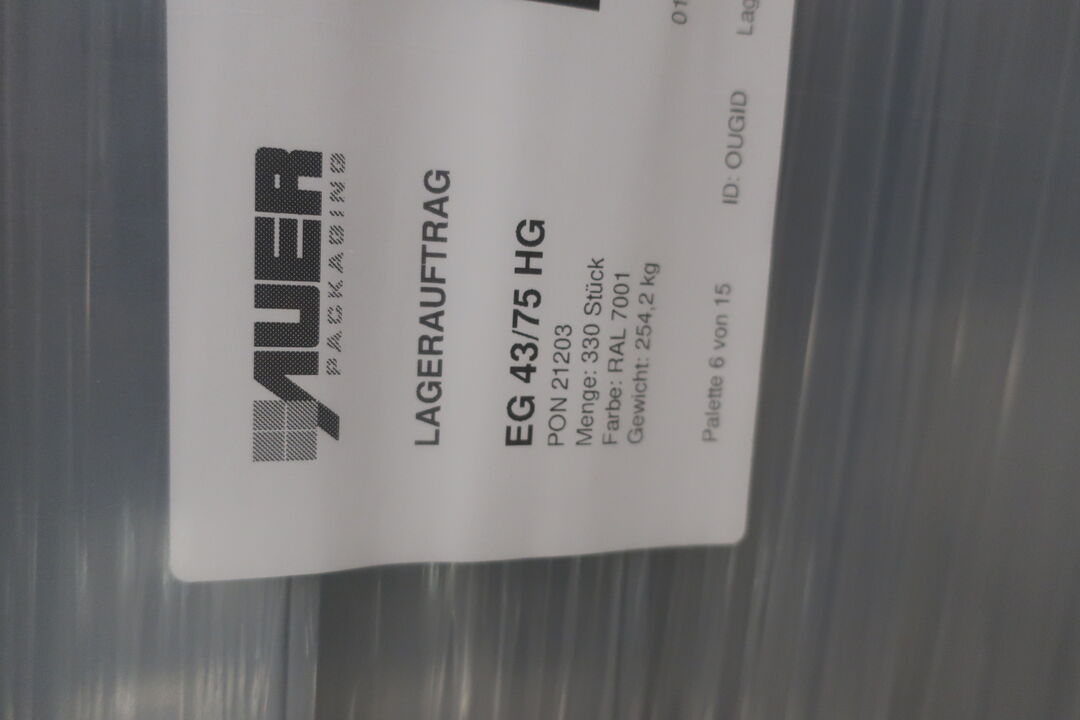 AUER
PACKAGING
LAGERAUFTRAG
EG 43/75 HG
PON 21203
Menge: 330 Stück
Farbe: RAL 7001
Gewicht: 254,2 kg
Palette 6 von 15
ID: OUGID